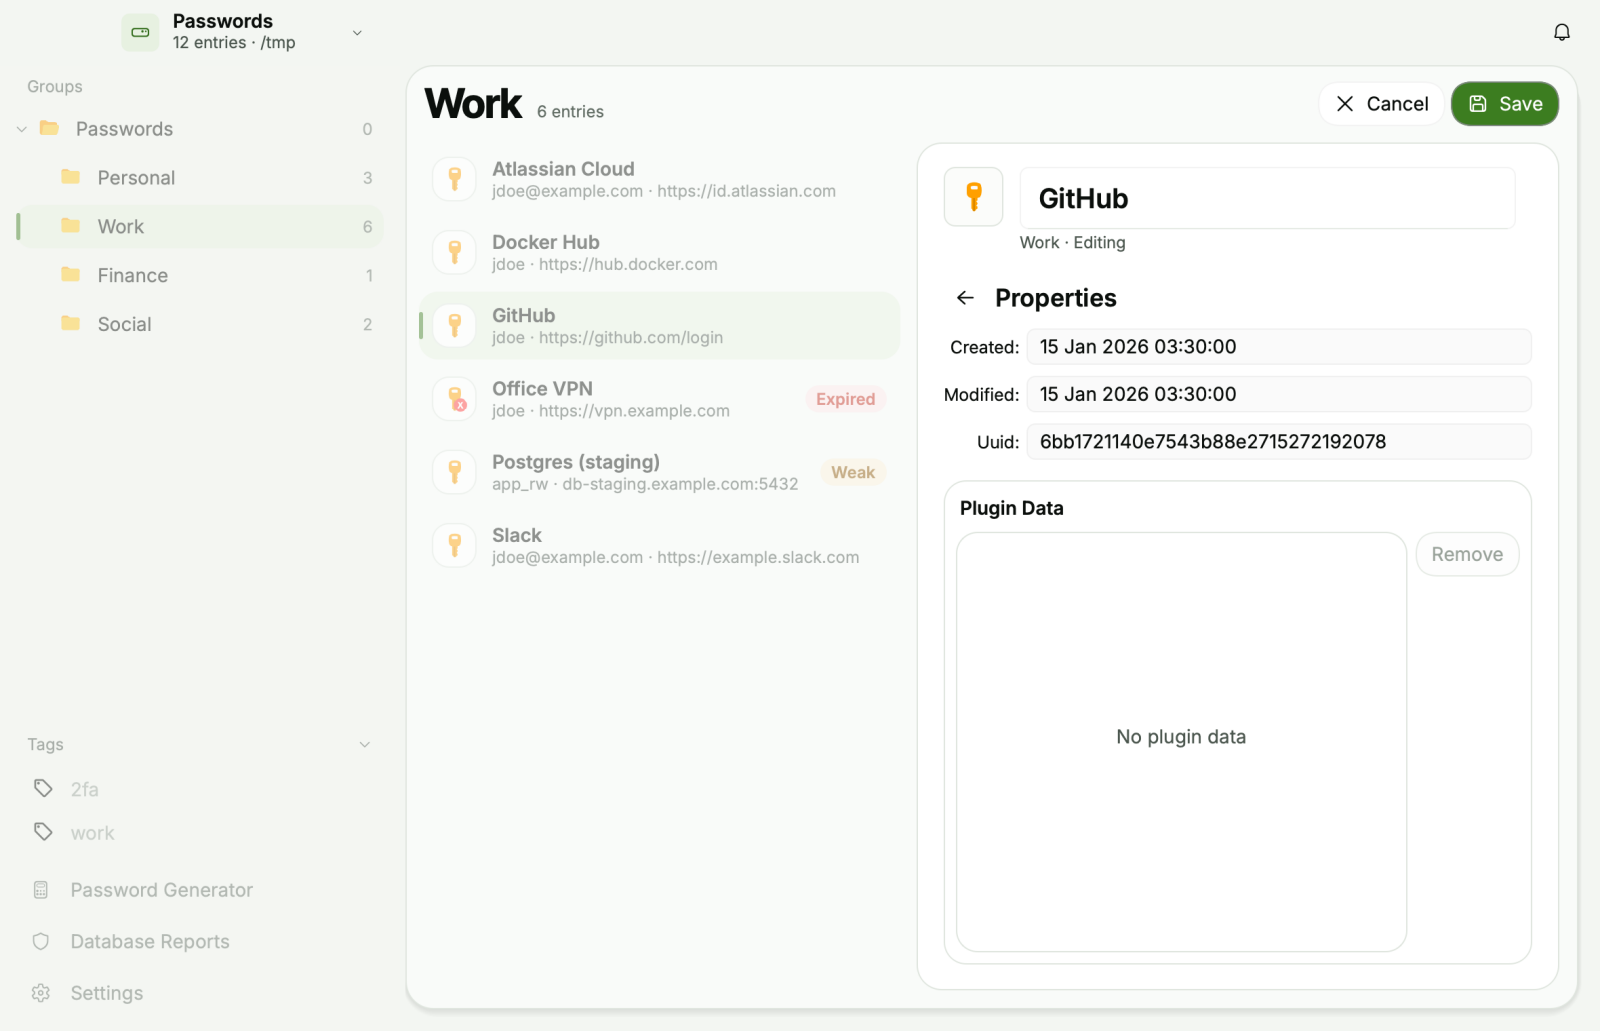 Passwords
12 entries · /tmp
Groups
Passwords 0
Personal 3
Work 6
Finance 1
Social 2
Tags
2fa
work
Password Generator
Database Reports
Settings
Work 6 entries
Cancel
Save
Atlassian Cloud
jdoe@example.com · https://id.atlassian.com
Docker Hub
jdoe · https://hub.docker.com
GitHub
jdoe · https://github.com/login
Office VPN
jdoe · https://vpn.example.com
Expired
Postgres (staging)
app_rw · db-staging.example.com:5432
Weak
Slack
jdoe@example.com · https://example.slack.com
GitHub
Work · Editing
Properties
Created: 15 Jan 2026 03:30:00
Modified: 15 Jan 2026 03:30:00
Uuid: 6bb1721140e7543b88e2715272192078
Plugin Data
No plugin data
Remove